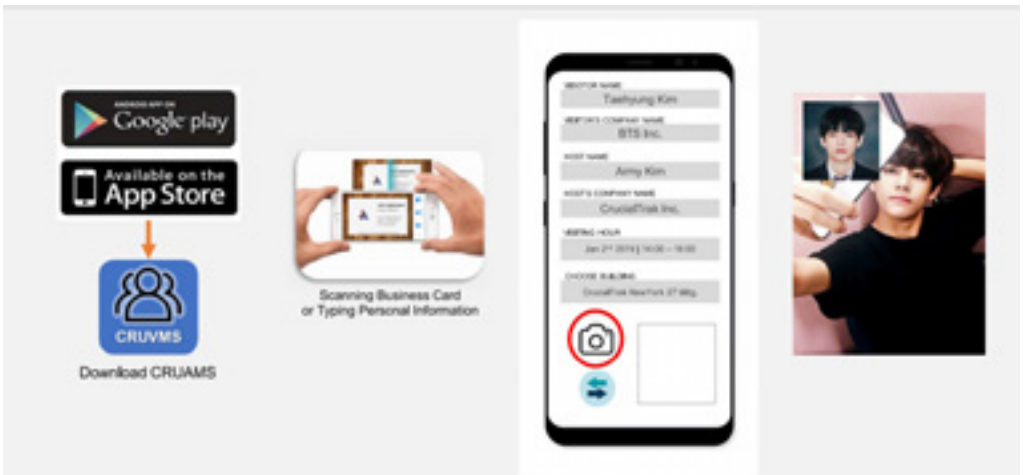 ANDROID APP ON
Google play
Available on the
App Store
CRUVMS
Download CRUAMS
Scanning Business Card
or Typing Personal Information
VISITOR NAME
Taehyung Kim
VISITOR'S COMPANY NAME
BTS Inc.
HOST NAME
Army Kim
HOST'S COMPANY NAME
CrucialTrak Inc.
VISITING HOUR
CHOOSE BUILDING